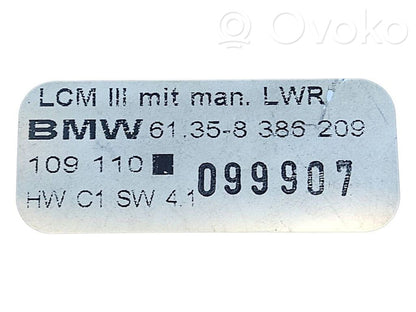 Ovoko
LCM III mit man. LWR
BMW 61.35-8 386 209
109 110 ■ 099907
HW C1 SW 4.1